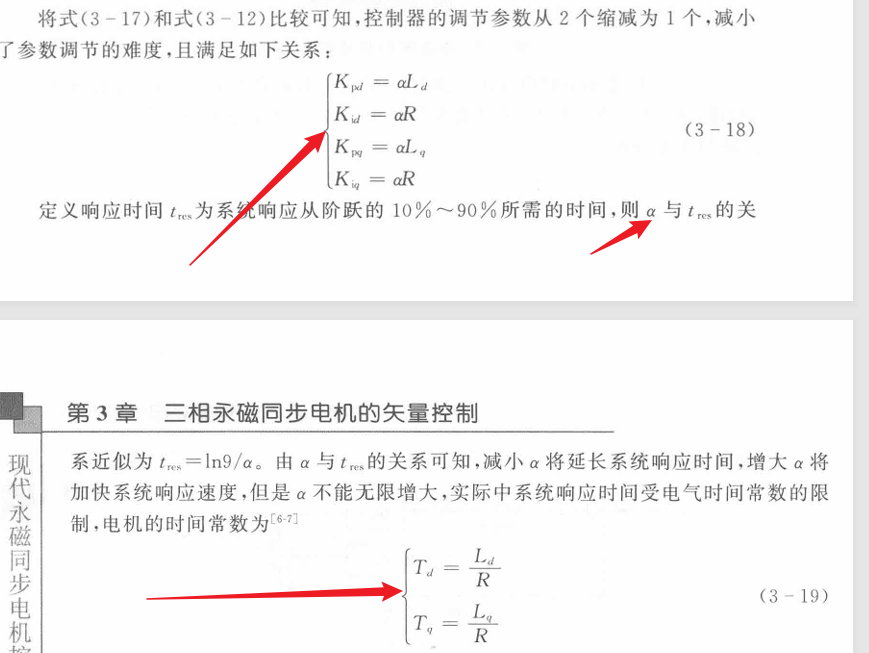 将式(3-17)和式(3-12)比较可知,控制器的调节参数从2个缩减为1个,减小
了参数调节的难度,且满足如下关系:
K_pd = αL_d
K_id = αR
K_pq = αL_q
K_iq = αR
(3-18)
定义响应时间 t_res 为系统响应从阶跃的 10%~90%所需的时间,则 α 与 t_res 的关
第 3 章 三相永磁同步电机的矢量控制
系近似为 t_res=ln9/α。由 α 与 t_res 的关系可知,减小 α 将延长系统响应时间,增大 α 将
加快系统响应速度,但是 α 不能无限增大,实际中系统响应时间受电气时间常数的限
制,电机的时间常数为[6-7]
T_d = L_d/R
T_q = L_q/R
(3-19)
现代永磁同步电机